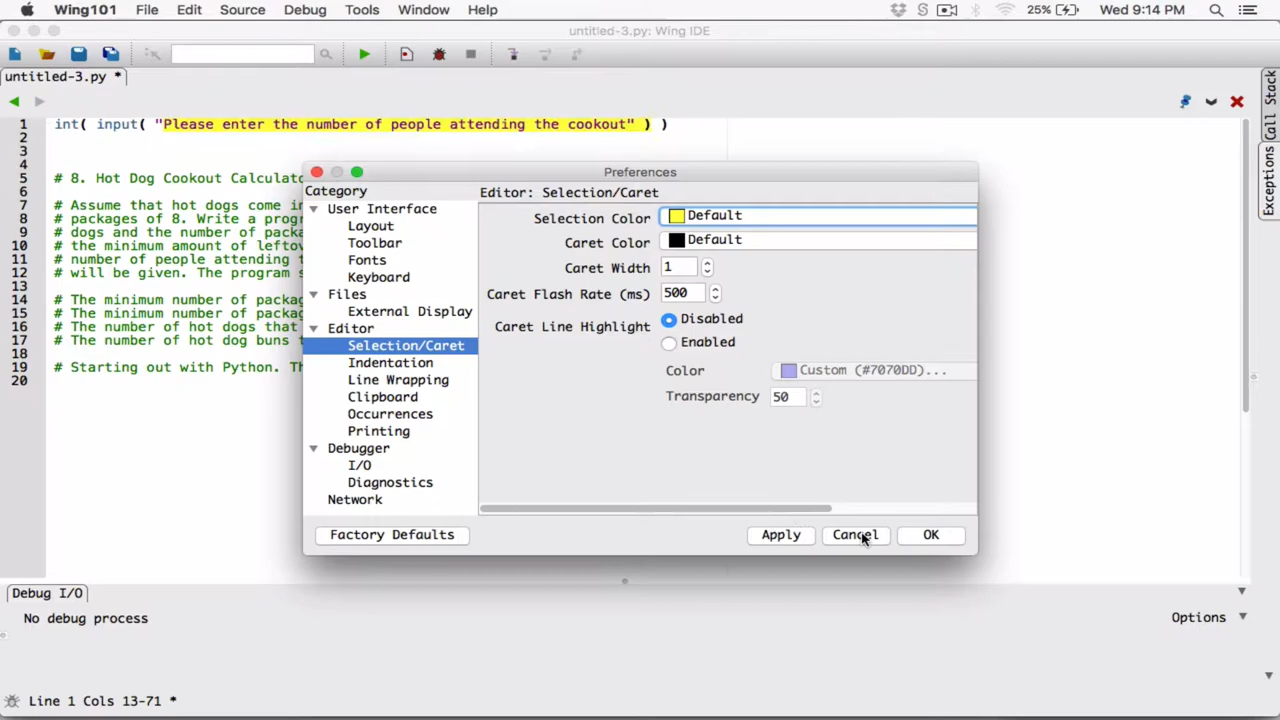 Wing101 File Edit Source Debug Tools Window Help 25% Wed 9:14 PM
untitled-3.py: Wing IDE
untitled-3.py *
1 int( input( "Please enter the number of people attending the cookout" ) )
2
3
4
5 # 8. Hot Dog Cookout Calculato
6
7 # Assume that hot dogs come in
8 # packages of 8. Write a progr
9 # dogs and the number of packa
10 # the minimum amount of leftov
11 # number of people attending t
12 # will be given. The program s
13
14 # The minimum number of packag
15 # The minimum number of packag
16 # The number of hot dogs that
17 # The number of hot dog buns t
18
19 # Starting out with Python. Th
20
Call Stack
Exceptions
Preferences
Category
User Interface
Layout
Toolbar
Fonts
Keyboard
Files
External Display
Editor
Selection/Caret
Indentation
Line Wrapping
Clipboard
Occurrences
Printing
Debugger
I/O
Diagnostics
Network
Editor: Selection/Caret
Selection Color Default
Caret Color Default
Caret Width 1
Caret Flash Rate (ms) 500
Caret Line Highlight Disabled
Enabled
Color Custom (#7070DD)...
Transparency 50
Factory Defaults Apply Cancel OK
Debug I/O
No debug process Options
Line 1 Cols 13-71 *